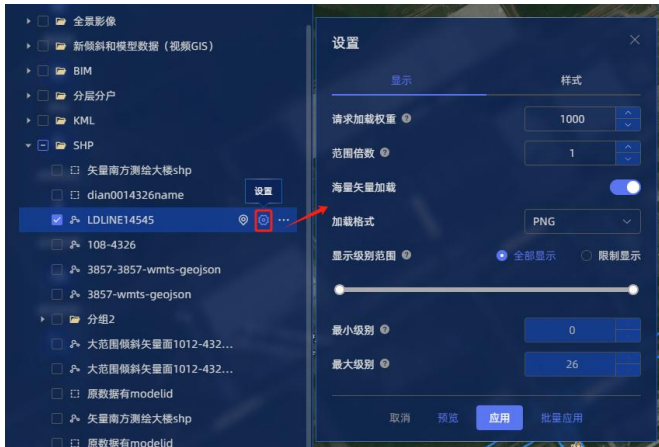 全景影像
新倾斜和模型数据（视频GIS）
BIM
分层分户
KML
SHP
矢量南方测绘大楼shp
dian0014326name
设置
LDLINE14545
108-4326
3857-3857-wmts-geojson
3857-wmts-geojson
分组2
大范围倾斜矢量面1012-432...
大范围倾斜矢量面1012-432...
原数据有modelid
矢量南方测绘大楼shp
原数据有modelid
设置
显示 样式
请求加载权重 1000
范围倍数 1
海量矢量加载
加载格式 PNG
显示级别范围 全部显示 限制显示
最小级别 0
最大级别 26
取消 预览 应用 批量应用